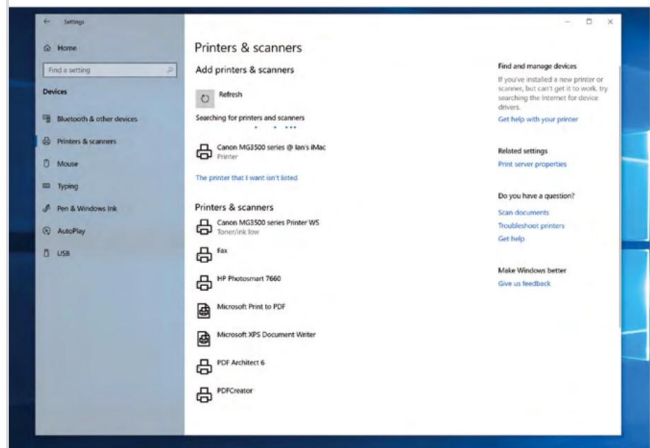 Settings
Home
Find a setting
Devices
Bluetooth & other devices
Printers & scanners
Mouse
Typing
Pen & Windows Ink
AutoPlay
USB
Printers & scanners
Add printers & scanners
Refresh
Searching for printers and scanners
Canon MG3500 series @ Ian's iMac
Printer
The printer that I want isn't listed
Printers & scanners
Canon MG3500 series Printer WS
Toner/ink low
Fax
HP Photosmart 7660
Microsoft Print to PDF
Microsoft XPS Document Writer
PDF Architect 6
PDFCreator
Find and manage devices
If you've installed a new printer or
scanner, but can't get it to work, try
searching the Internet for device
drivers.
Get help with your printer
Related settings
Print server properties
Do you have a question?
Scan documents
Troubleshoot printers
Get help
Make Windows better
Give us feedback